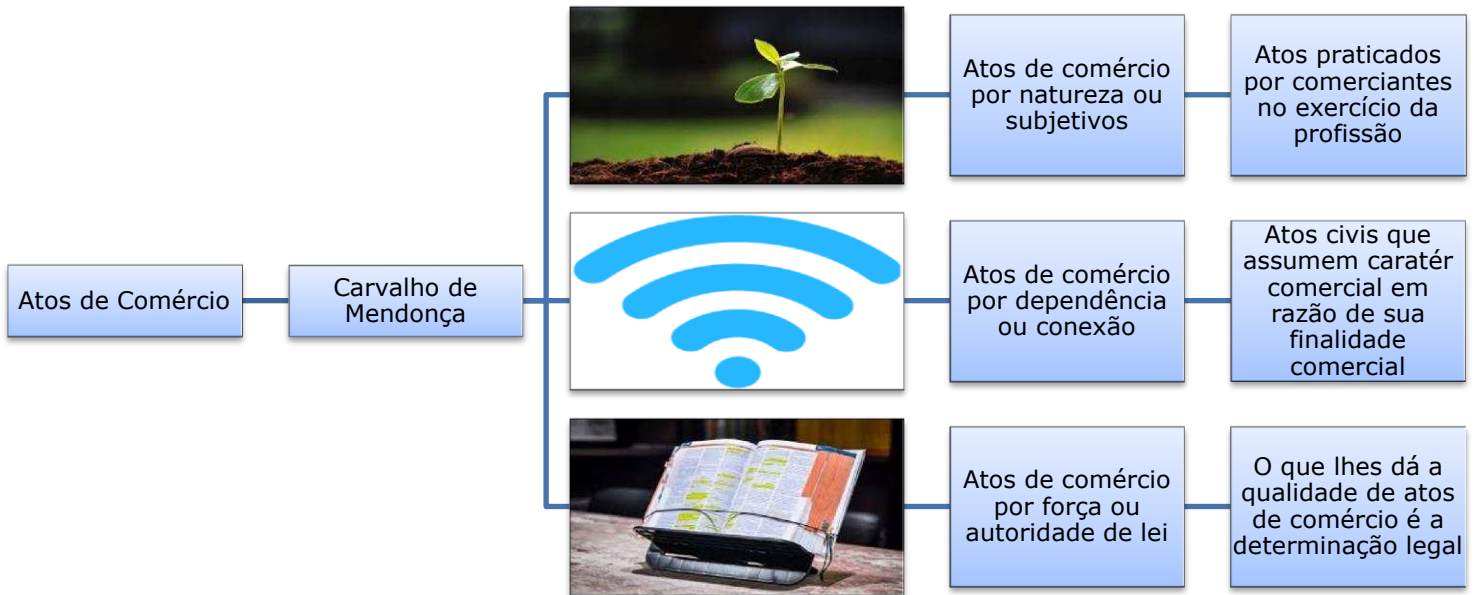 Atos de Comércio
Carvalho de
Mendonça
Atos de comércio
por natureza ou
subjetivos
Atos praticados
por comerciantes
no exercício da
profissão
Atos de comércio
por dependência
ou conexão
Atos civis que
assumem caratér
comercial em
razão de sua
finalidade
comercial
Atos de comércio
por força ou
autoridade de lei
O que lhes dá a
qualidade de atos
de comércio é a
determinação legal